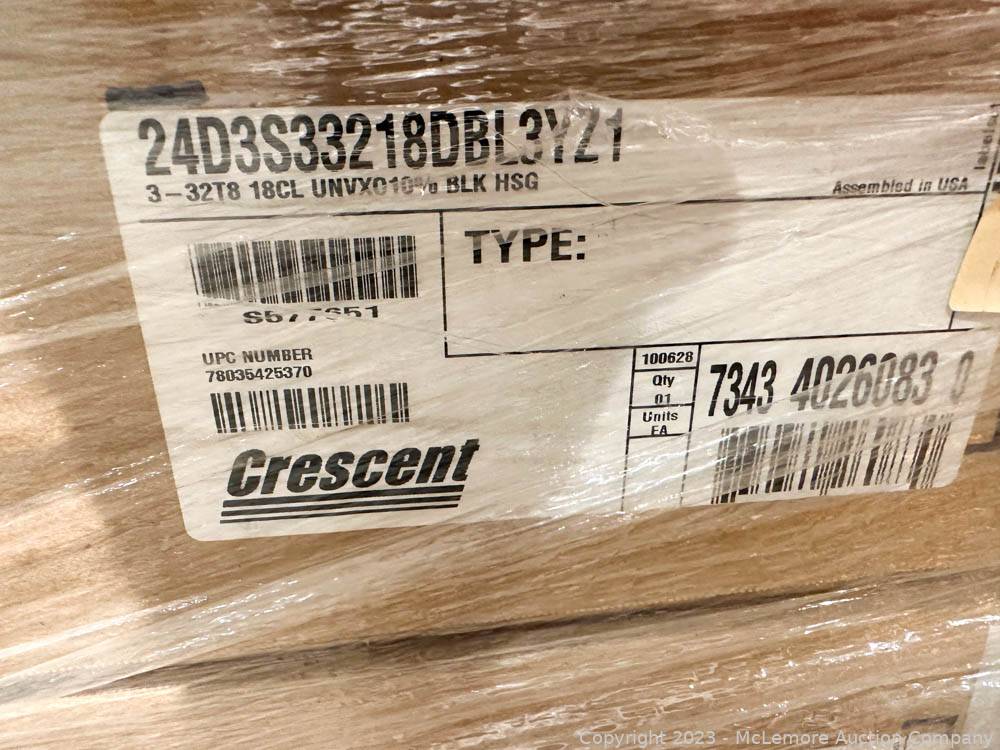 24D3S33218DBL3YZ1
3-32T8 18CL UNVX010% BLK HSG
Assembled in USA
TYPE:
UPC NUMBER
78035425370
Crescent
100628
Qty
01
Units
EA
7343 4026083 0
Copyright 2023 - McLemore Auction Company